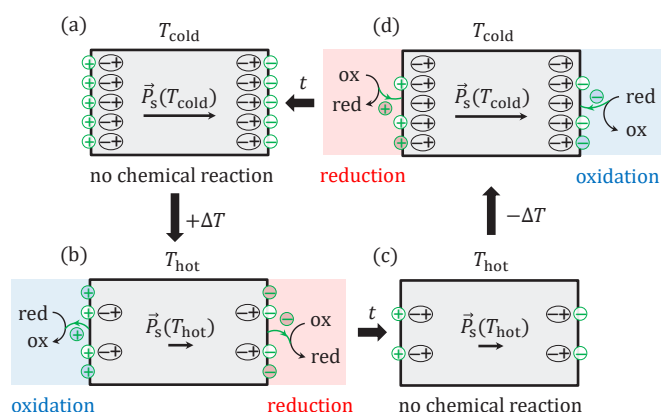 (a)
T_cold
P⃗_s(T_cold)
no chemical reaction
t
(d)
T_cold
ox
red
P⃗_s(T_cold)
red
ox
reduction
oxidation
+ΔT
−ΔT
(b)
T_hot
red
ox
P⃗_s(T_hot)
ox
red
oxidation
reduction
t
(c)
T_hot
P⃗_s(T_hot)
no chemical reaction